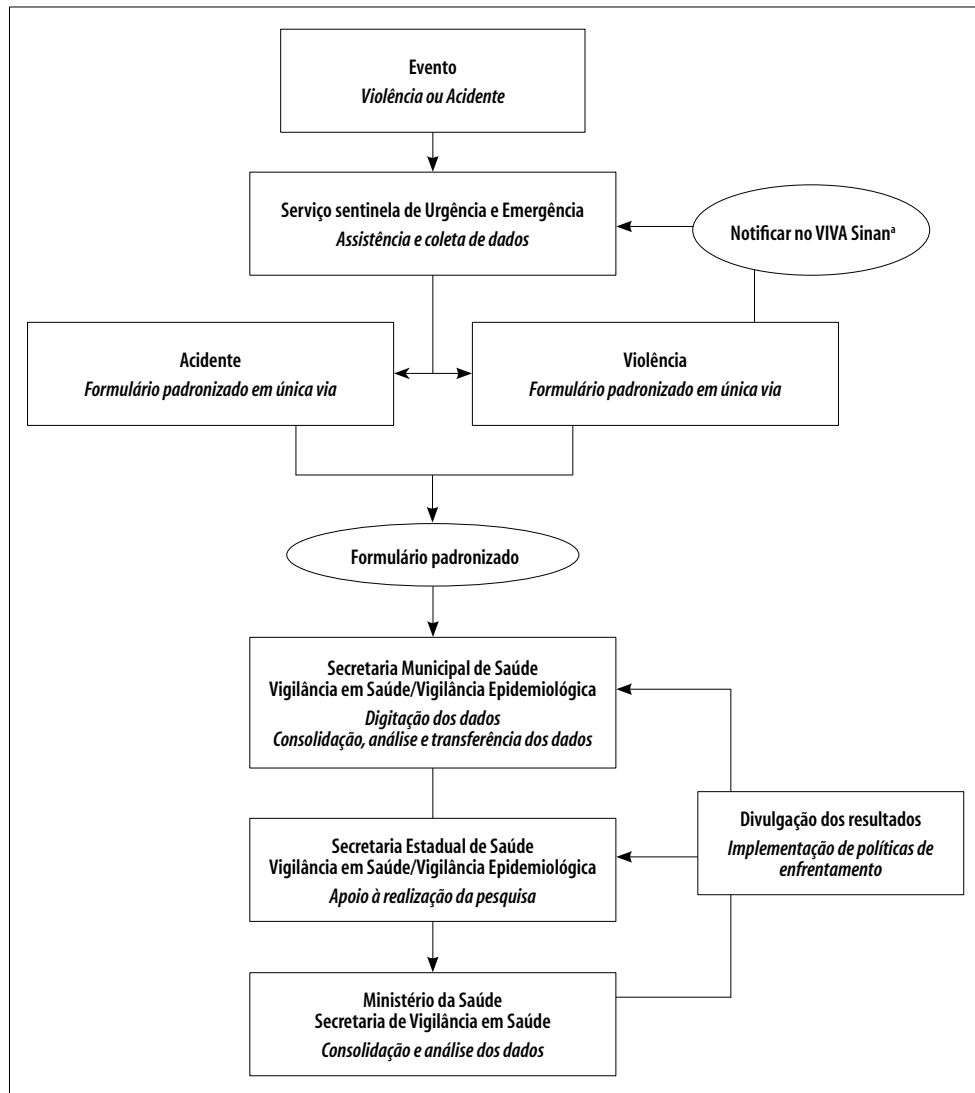 Evento
Violência ou Acidente
Serviço sentinela de Urgência e Emergência
Assistência e coleta de dados
Notificar no VIVA Sinanª
Acidente
Formulário padronizado em única via
Violência
Formulário padronizado em única via
Formulário padronizado
Secretaria Municipal de Saúde
Vigilância em Saúde/Vigilância Epidemiológica
Digitação dos dados
Consolidação, análise e transferência dos dados
Divulgação dos resultados
Implementação de políticas de
enfrentamento
Secretaria Estadual de Saúde
Vigilância em Saúde/Vigilância Epidemiológica
Apoio à realização da pesquisa
Ministério da Saúde
Secretaria de Vigilância em Saúde
Consolidação e análise dos dados